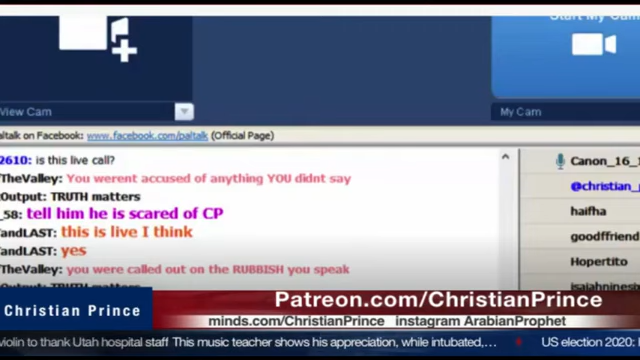 Start My Cam
View Cam
My Cam
altalk on Facebook: www.facebook.com/paltalk (Official Page)
2610: is this live call?
TheValley: You werent accused of anything YOU didnt say
Output: TRUTH matters
_58: tell him he is scared of CP
andLAST: this is live I think
andLAST: yes
TheValley: you were called out on the RUBBISH you speak
Canon_16_1
@christian_p
haifha
goodffriend
Hopertito
isaiahninesb
Christian Prince
Patreon.com/ChristianPrince
minds.com/ChristianPrince instagram ArabianProphet
violin to thank Utah hospital staff This music teacher shows his appreciation, while intubated,... US election 2020: